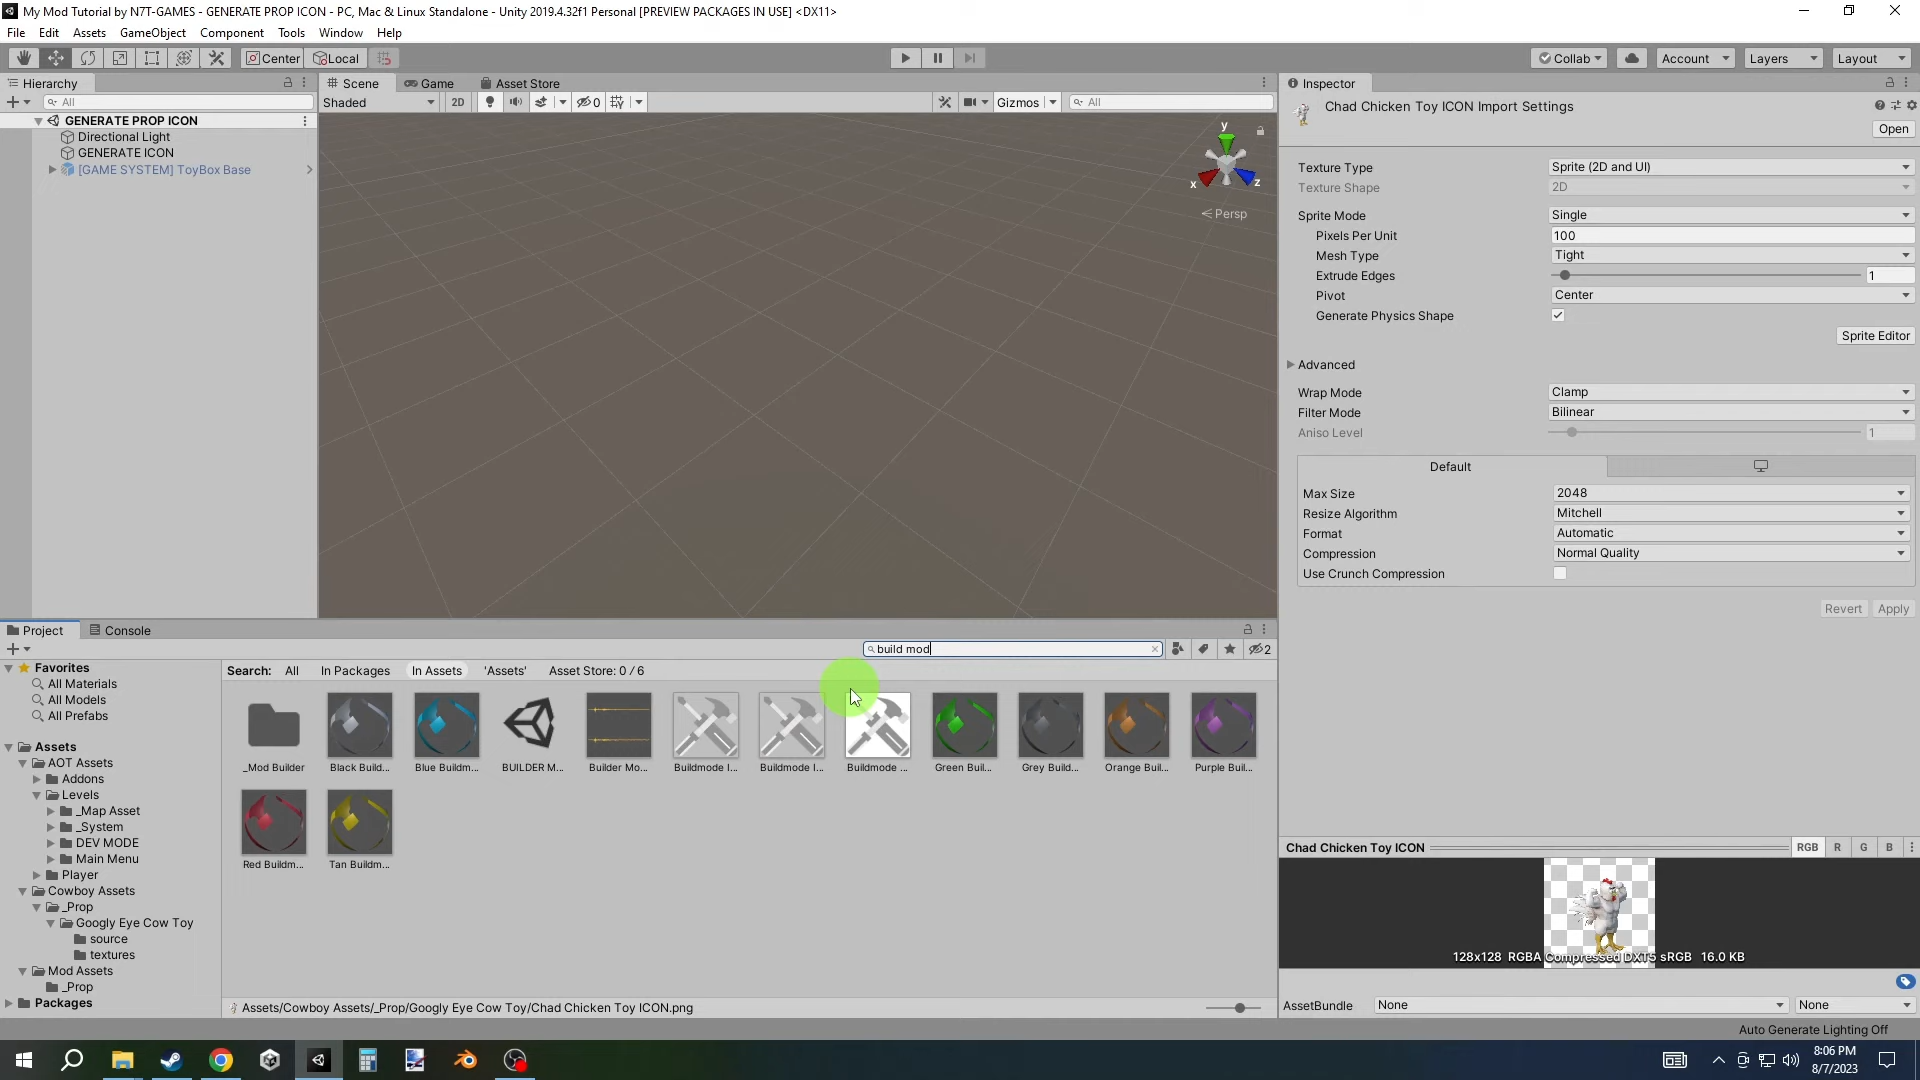 My Mod Tutorial by N7T-GAMES - GENERATE PROP ICON - PC, Mac & Linux Standalone - Unity 2019.4.32f1 Personal [PREVIEW PACKAGES IN USE] <DX11>
File Edit Assets GameObject Component Tools Window Help
Center Local Collab Account Layers Layout
Hierarchy
All
GENERATE PROP ICON
Directional Light
GENERATE ICON
[GAME SYSTEM] ToyBox Base
Scene Game Asset Store
Shaded 2D 0 Gizmos All
y
x z
Persp
Inspector
Chad Chicken Toy ICON Import Settings
Open
Texture Type Sprite (2D and UI)
Texture Shape 2D
Sprite Mode Single
Pixels Per Unit 100
Mesh Type Tight
Extrude Edges 1
Pivot Center
Generate Physics Shape
Sprite Editor
Advanced
Wrap Mode Clamp
Filter Mode Bilinear
Aniso Level 1
Default
Max Size 2048
Resize Algorithm Mitchell
Format Automatic
Compression Normal Quality
Use Crunch Compression
Revert Apply
Project Console
build mod
2
Favorites
All Materials
All Models
All Prefabs
Assets
AOT Assets
Addons
Levels
_Map Asset
_System
DEV MODE
Main Menu
Player
Cowboy Assets
_Prop
Googly Eye Cow Toy
source
textures
Mod Assets
_Prop
Packages
Search: All In Packages In Assets 'Assets' Asset Store: 0 / 6
_Mod Builder Black Build... Blue Buildm... BUILDER M... Builder Mo... Buildmode I... Buildmode I... Buildmode ... Green Buil... Grey Build... Orange Buil... Purple Buil...
Red Buildm... Tan Buildm...
Assets/Cowboy Assets/_Prop/Googly Eye Cow Toy/Chad Chicken Toy ICON.png
Chad Chicken Toy ICON RGB R G B
128x128 RGBA Compressed DXT5 sRGB 16.0 KB
AssetBundle None None
Auto Generate Lighting Off
8:06 PM
8/7/2023